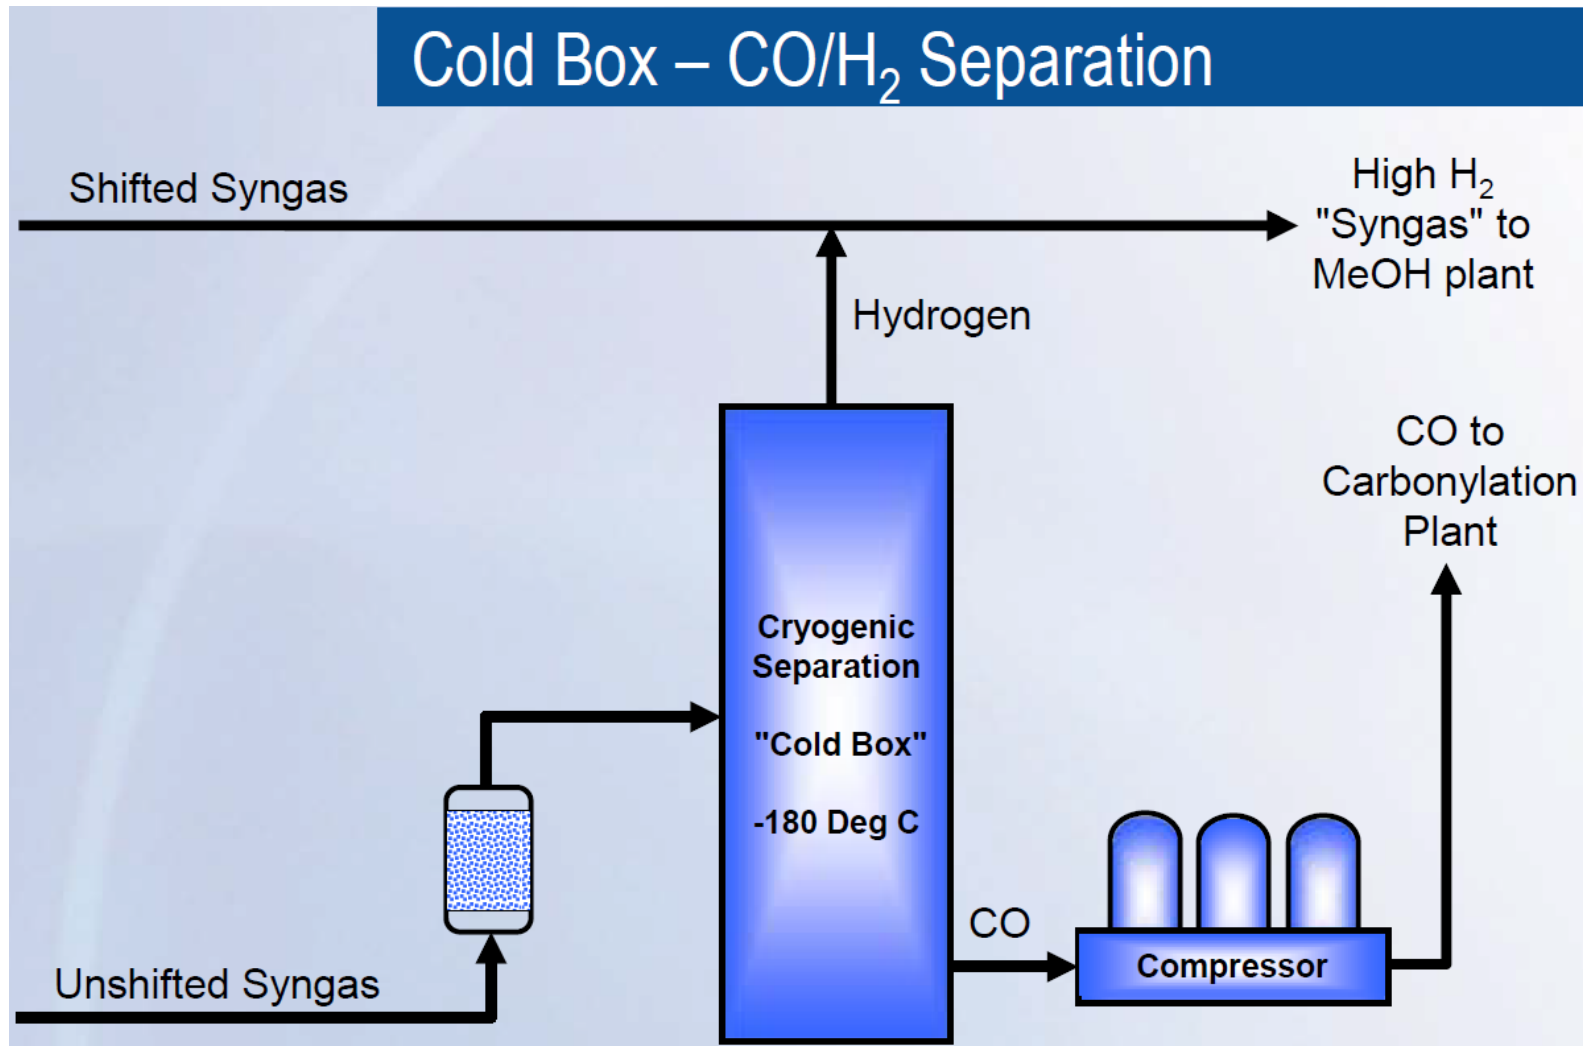 Cold Box – CO/H₂ Separation
Shifted Syngas
High H₂
"Syngas" to
MeOH plant
Hydrogen
CO to
Carbonylation
Plant
Cryogenic
Separation
"Cold Box"
-180 Deg C
CO
Compressor
Unshifted Syngas